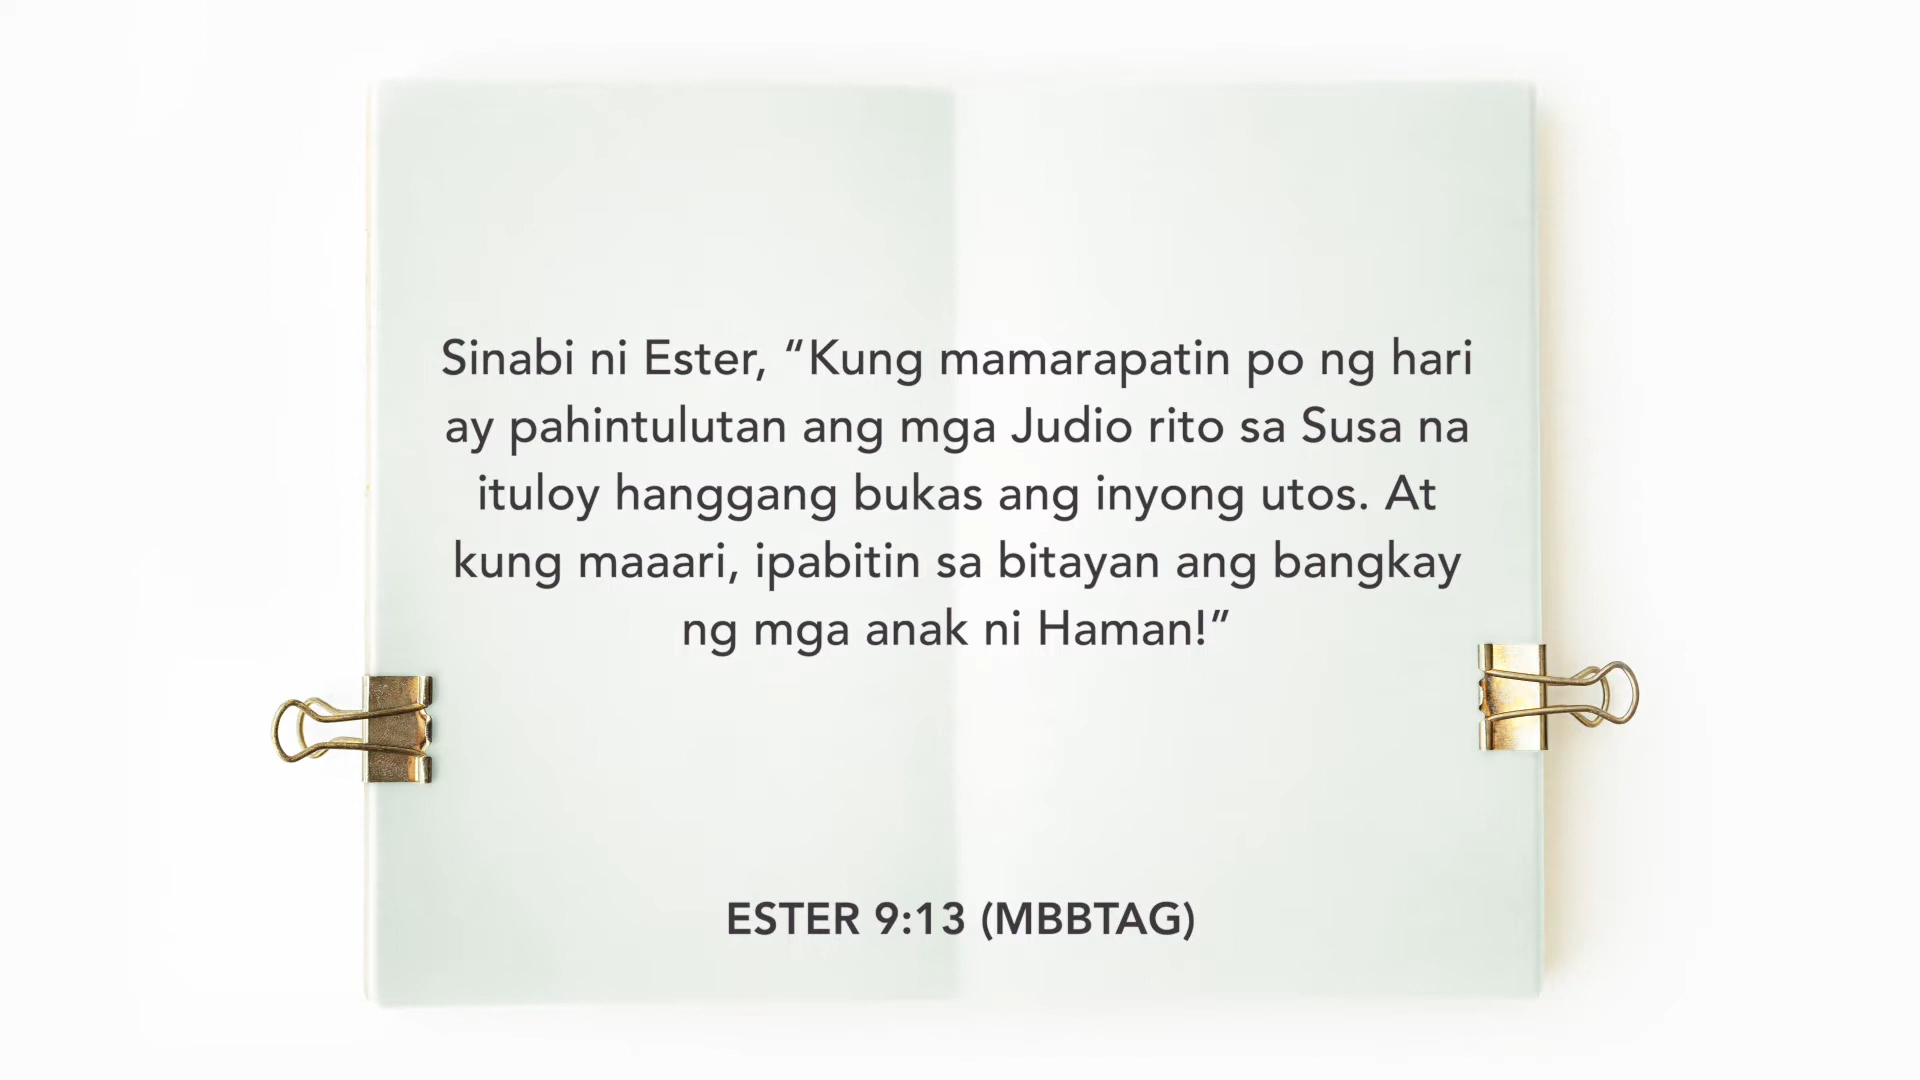 Sinabi ni Ester, “Kung mamarapatin po ng hari
ay pahintulutan ang mga Judio rito sa Susa na
ituloy hanggang bukas ang inyong utos. At
kung maaari, ipabitin sa bitayan ang bangkay
ng mga anak ni Haman!”
ESTER 9:13 (MBBTAG)